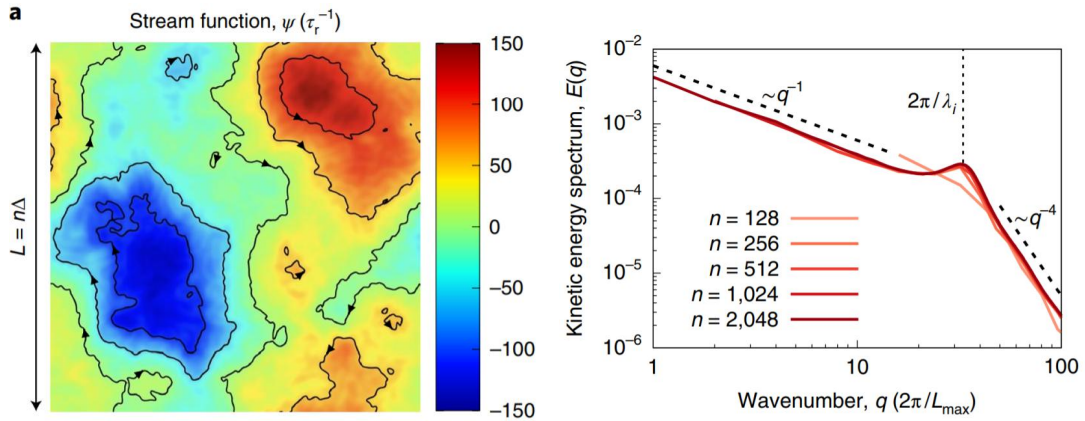 a
Stream function, ψ (τᵣ⁻¹)
L = nΔ
150
100
50
0
−50
−100
−150
Kinetic energy spectrum, E(q)
10⁻²
10⁻³
10⁻⁴
10⁻⁵
10⁻⁶
~q⁻¹
2π/λᵢ
~q⁻⁴
n = 128
n = 256
n = 512
n = 1,024
n = 2,048
1
10
100
Wavenumber, q (2π/Lₘₐₓ)